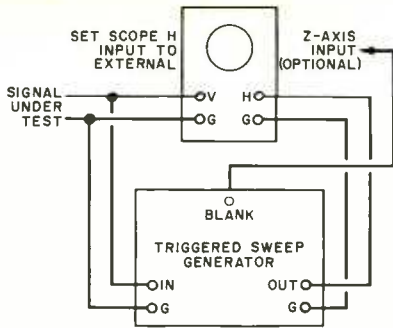 SET SCOPE H
INPUT TO
EXTERNAL
Z-AXIS
INPUT
(OPTIONAL)
SIGNAL
UNDER
TEST
V
H
G
G
BLANK
TRIGGERED SWEEP
GENERATOR
IN
OUT
G
G